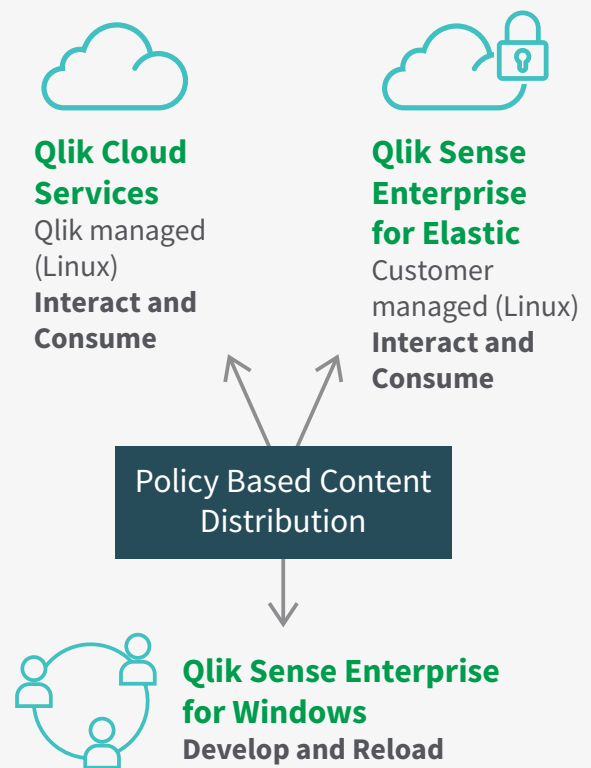 Qlik Cloud
Services
Qlik managed
(Linux)
Interact and
Consume
Qlik Sense
Enterprise
for Elastic
Customer
managed (Linux)
Interact and
Consume
Policy Based Content
Distribution
Qlik Sense Enterprise
for Windows
Develop and Reload